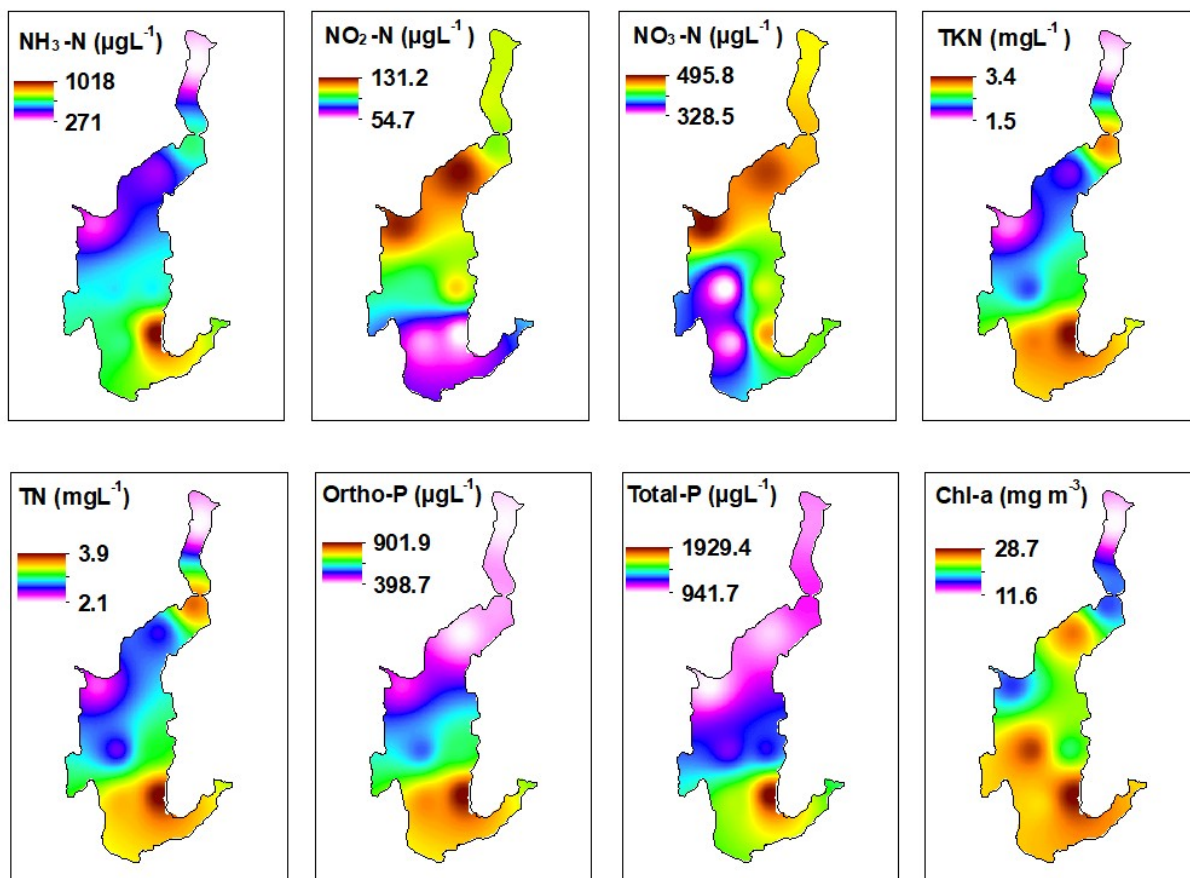 NH₃-N (µgL⁻¹)
1018
271
NO₂-N (µgL⁻¹)
131.2
54.7
NO₃-N (µgL⁻¹)
495.8
328.5
TKN (mgL⁻¹)
3.4
1.5
TN (mgL⁻¹)
3.9
2.1
Ortho-P (µgL⁻¹)
901.9
398.7
Total-P (µgL⁻¹)
1929.4
941.7
Chl-a (mg m⁻³)
28.7
11.6